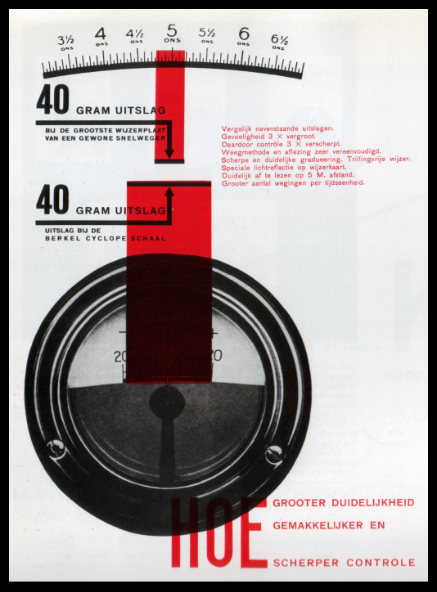 3½ 4 4½ 5 5½ 6 6½
ONS ONS ONS ONS ONS ONS ONS
40 GRAM UITSLAG
BIJ DE GROOTSTE WIJZERPLAAT
VAN EEN GEWONE SNELWEGER
Vergelijk nevenstaande uitslagen.
Gevoeligheid 3 × vergroot.
Daardoor contrôle 3 × verscherpt.
Weegmethode en aflezing zeer vereenvoudigd.
Scherpe en duidelijke gradueering. Trillingvrije wijzer.
Speciale lichtreflectie op wijzerkaart.
Duidelijk af te lezen op 5 M. afstand.
Grooter aantal wegingen per tijdseenheid.
40 GRAM UITSLAG
UITSLAG BIJ DE
BERKEL CYCLOPE SCHAAL
20 20
HOE
GROOTER DUIDELIJKHEID
GEMAKKELIJKER EN
SCHERPER CONTROLE